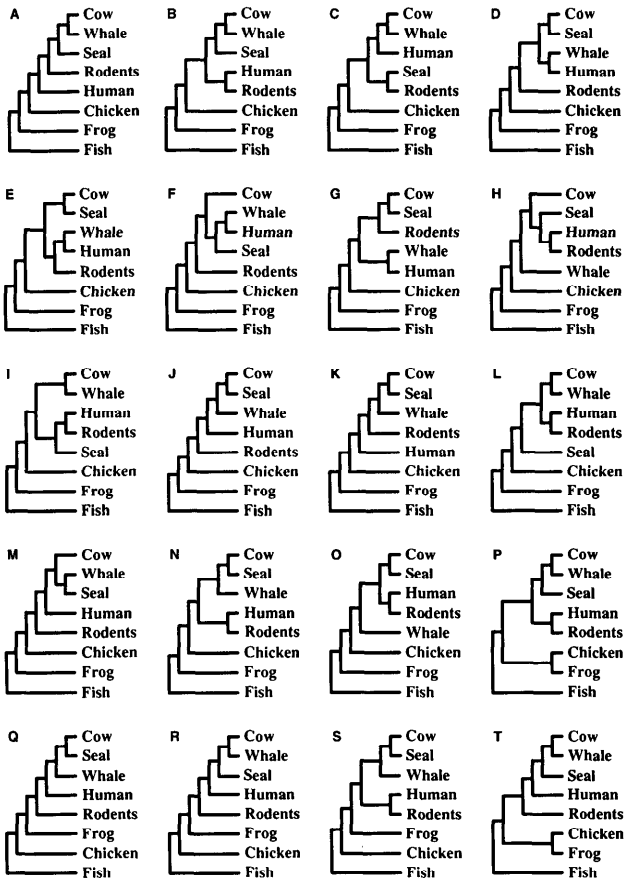 A
Cow
Whale
Seal
Rodents
Human
Chicken
Frog
Fish
B
Cow
Whale
Seal
Human
Rodents
Chicken
Frog
Fish
C
Cow
Whale
Human
Seal
Rodents
Chicken
Frog
Fish
D
Cow
Seal
Whale
Human
Rodents
Chicken
Frog
Fish
E
Cow
Seal
Whale
Human
Rodents
Chicken
Frog
Fish
F
Cow
Whale
Human
Seal
Rodents
Chicken
Frog
Fish
G
Cow
Seal
Rodents
Whale
Human
Chicken
Frog
Fish
H
Cow
Seal
Human
Rodents
Whale
Chicken
Frog
Fish
I
Cow
Whale
Human
Rodents
Seal
Chicken
Frog
Fish
J
Cow
Seal
Whale
Human
Rodents
Chicken
Frog
Fish
K
Cow
Seal
Whale
Rodents
Human
Chicken
Frog
Fish
L
Cow
Whale
Human
Rodents
Seal
Chicken
Frog
Fish
M
Cow
Whale
Seal
Human
Rodents
Chicken
Frog
Fish
N
Cow
Seal
Whale
Human
Rodents
Chicken
Frog
Fish
O
Cow
Seal
Human
Rodents
Whale
Chicken
Frog
Fish
P
Cow
Whale
Seal
Human
Rodents
Chicken
Frog
Fish
Q
Cow
Seal
Whale
Human
Rodents
Frog
Chicken
Fish
R
Cow
Whale
Seal
Human
Rodents
Frog
Chicken
Fish
S
Cow
Seal
Whale
Human
Rodents
Frog
Chicken
Fish
T
Cow
Whale
Seal
Human
Rodents
Chicken
Frog
Fish